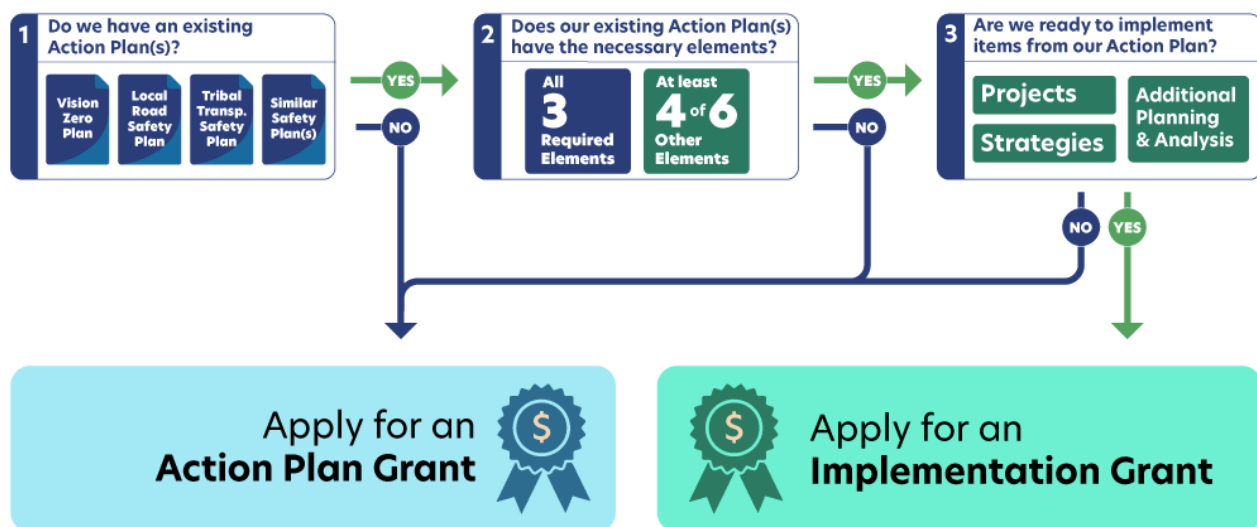 1
Do we have an existing
Action Plan(s)?
Vision
Zero
Plan
Local
Road
Safety
Plan
Tribal
Transp.
Safety
Plan
Similar
Safety
Plan(s)
YES
NO
2
Does our existing Action Plan(s)
have the necessary elements?
All
3
Required
Elements
At least
4 of 6
Other
Elements
YES
NO
3
Are we ready to implement
items from our Action Plan?
Projects
Strategies
Additional
Planning
& Analysis
NO
YES
Apply for an
Action Plan Grant
$
$
Apply for an
Implementation Grant